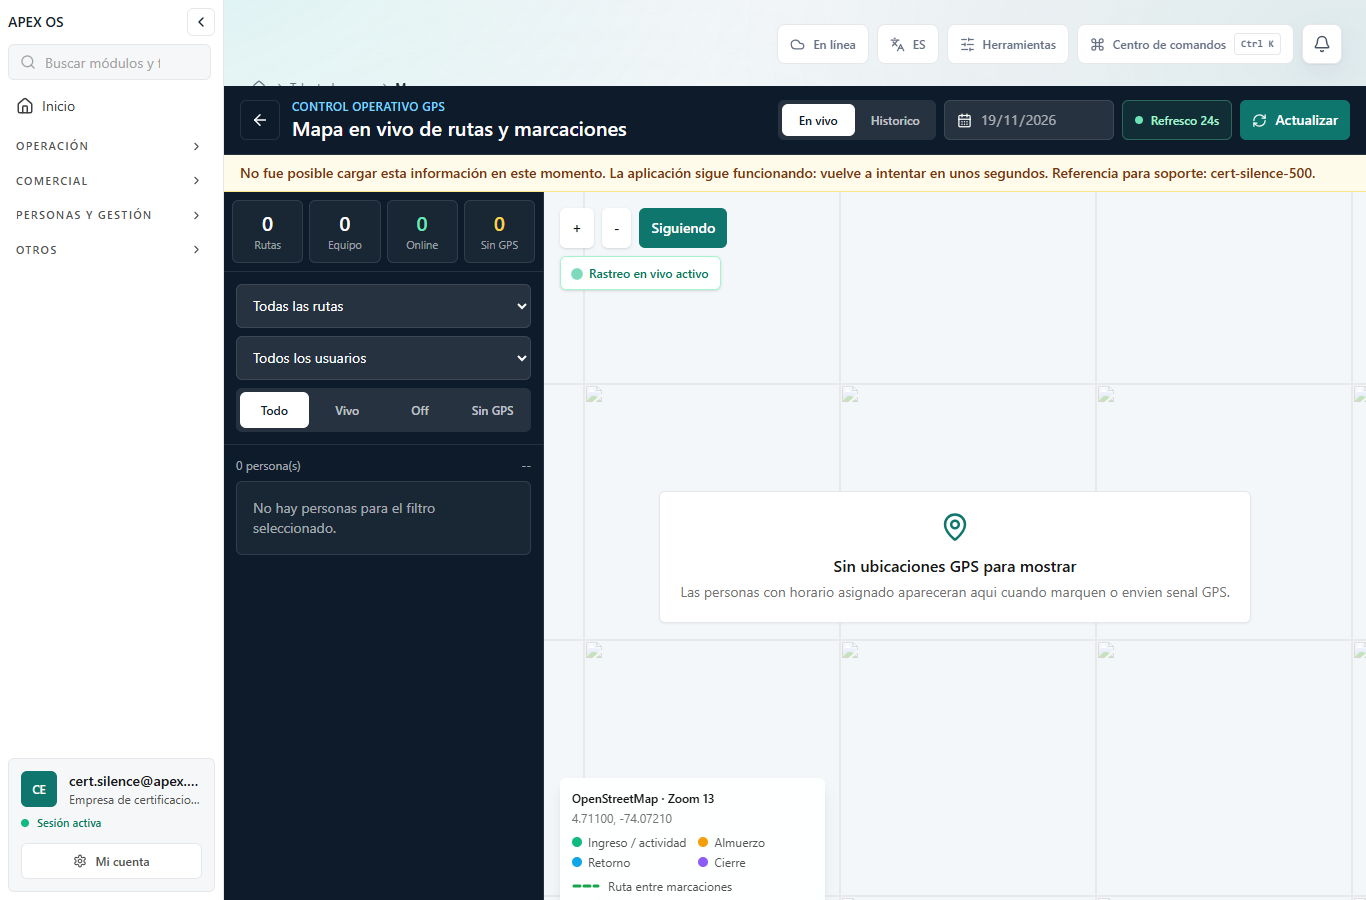 APEX OS
Buscar módulos y f
Inicio
OPERACIÓN
COMERCIAL
PERSONAS Y GESTIÓN
OTROS
CE
cert.silence@apex....
Empresa de certificacio...
Sesión activa
Mi cuenta
En línea
ES
Herramientas
Centro de comandos
Ctrl K
CONTROL OPERATIVO GPS
Mapa en vivo de rutas y marcaciones
En vivo
Historico
19/11/2026
Refresco 24s
Actualizar
No fue posible cargar esta información en este momento. La aplicación sigue funcionando: vuelve a intentar en unos segundos. Referencia para soporte: cert-silence-500.
0
Rutas
0
Equipo
0
Online
0
Sin GPS
Todas las rutas
Todos los usuarios
Todo
Vivo
Off
Sin GPS
0 persona(s)
--
No hay personas para el filtro
seleccionado.
+
-
Siguiendo
Rastreo en vivo activo
Sin ubicaciones GPS para mostrar
Las personas con horario asignado apareceran aqui cuando marquen o envien senal GPS.
OpenStreetMap · Zoom 13
4.71100, -74.07210
Ingreso / actividad
Almuerzo
Retorno
Cierre
Ruta entre marcaciones